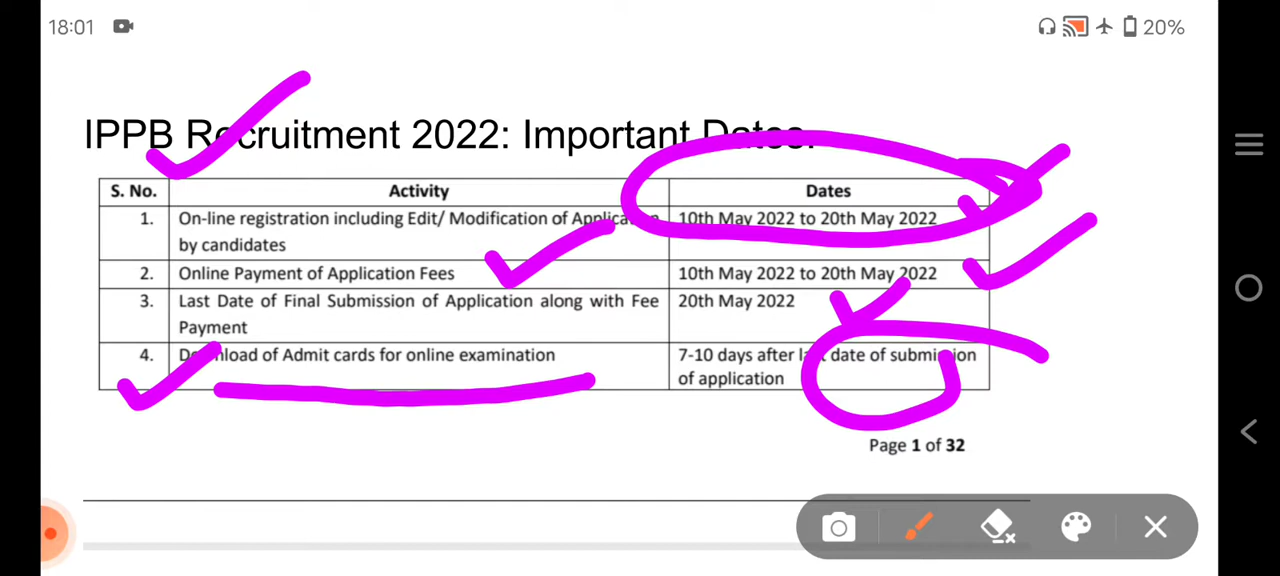 18:01 20%
IPPB Recruitment 2022: Important Dates.
S. No. Activity Dates
1. On-line registration including Edit/ Modification of Application 10th May 2022 to 20th May 2022
by candidates
2. Online Payment of Application Fees 10th May 2022 to 20th May 2022
3. Last Date of Final Submission of Application along with Fee 20th May 2022
Payment
4. Download of Admit cards for online examination 7-10 days after last date of submission
of application
Page 1 of 32